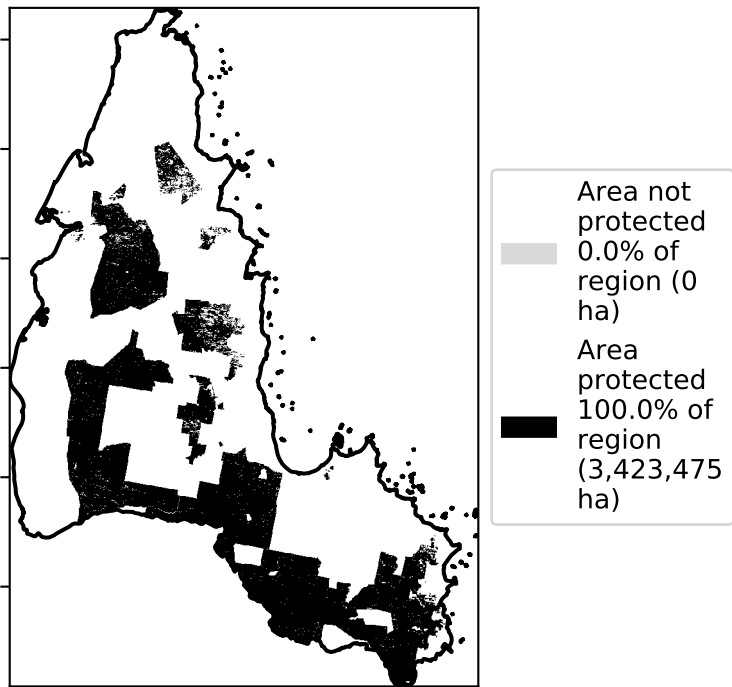 Area not
protected
0.0% of
region (0
ha)
Area
protected
100.0% of
region
(3,423,475
ha)